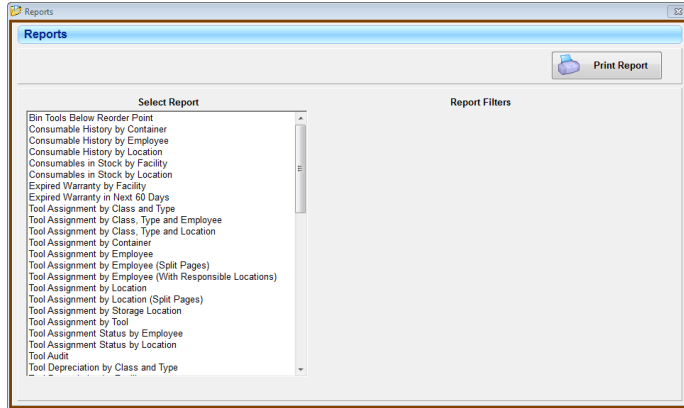 Reports
Reports
Print Report
Select Report
Report Filters
Bin Tools Below Reorder Point
Consumable History by Container
Consumable History by Employee
Consumable History by Location
Consumables in Stock by Facility
Consumables in Stock by Location
Expired Warranty by Facility
Expired Warranty in Next 60 Days
Tool Assignment by Class and Type
Tool Assignment by Class, Type and Employee
Tool Assignment by Class, Type and Location
Tool Assignment by Container
Tool Assignment by Employee
Tool Assignment by Employee (Split Pages)
Tool Assignment by Employee (With Responsible Locations)
Tool Assignment by Location
Tool Assignment by Location (Split Pages)
Tool Assignment by Storage Location
Tool Assignment by Tool
Tool Assignment Status by Employee
Tool Assignment Status by Location
Tool Audit
Tool Depreciation by Class and Type